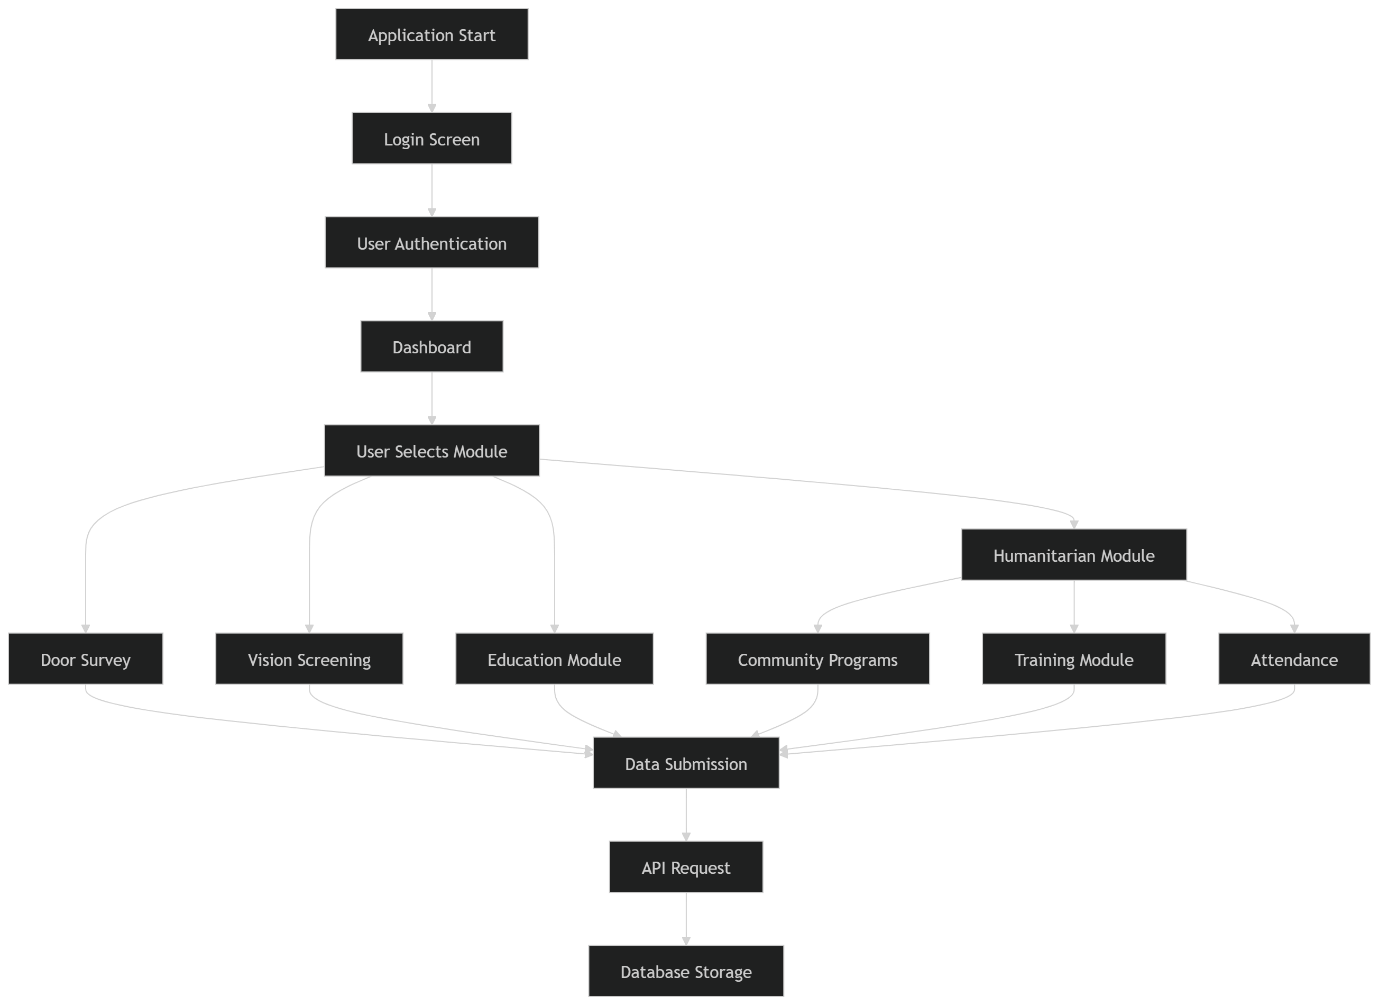 Application Start
Login Screen
User Authentication
Dashboard
User Selects Module
Humanitarian Module
Door Survey
Vision Screening
Education Module
Community Programs
Training Module
Attendance
Data Submission
API Request
Database Storage